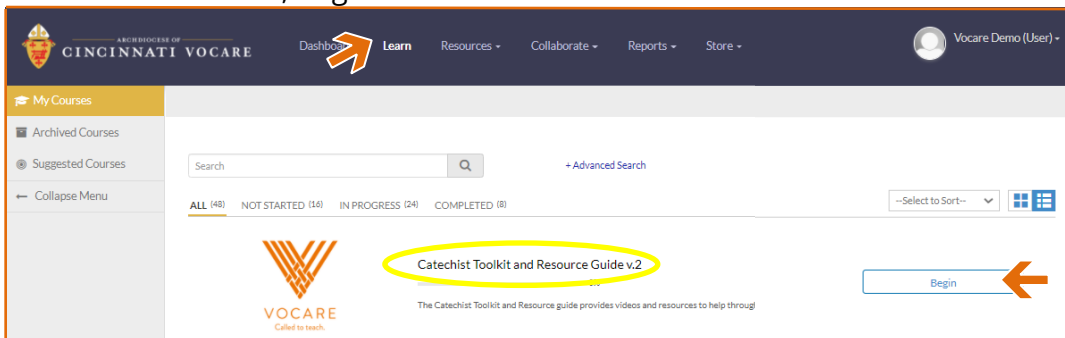 ARCHDIOCESE OF
CINCINNATI VOCARE
Learn
Resources
Collaborate
Reports
Store
Vocare Demo (User)
My Courses
Archived Courses
Suggested Courses
← Collapse Menu
Search
+ Advanced Search
ALL (48) NOT STARTED (16) IN PROGRESS (24) COMPLETED (8)
--Select to Sort--
Catechist Toolkit and Resource Guide v.2
Begin
The Catechist Toolkit and Resource guide provides videos and resources to help
VOCARE
Called to teach.